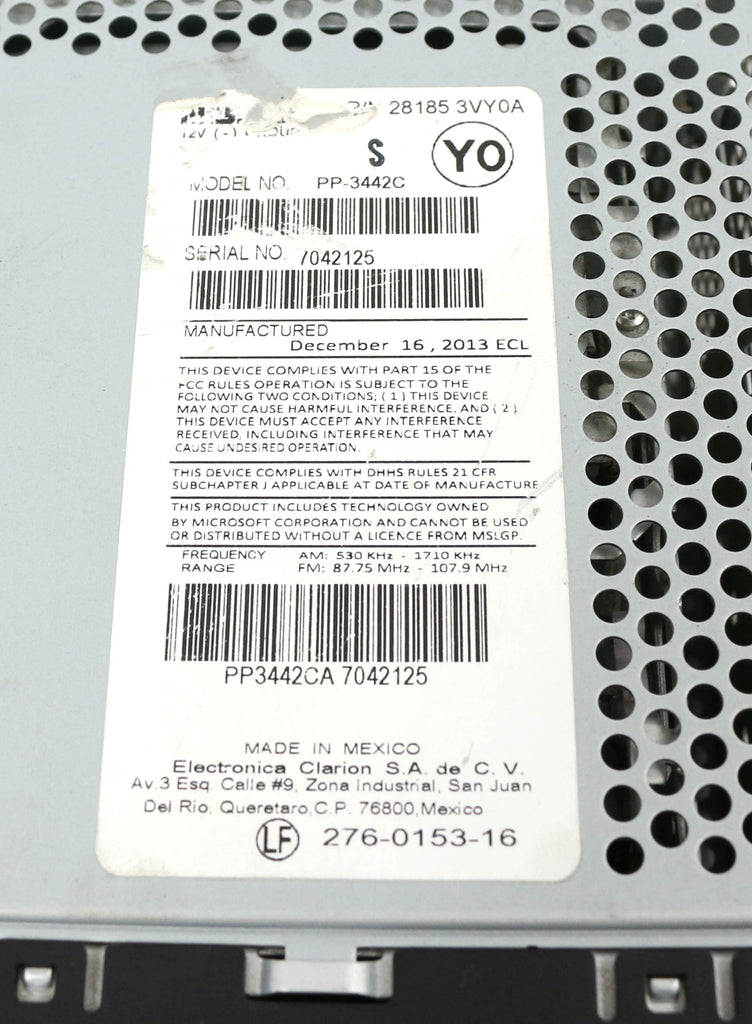 P/N 28185 3VY0A
12V (-)
S YO
MODEL NO. PP-3442C
SERIAL NO. 7042125
MANUFACTURED
December 16, 2013 ECL
THIS DEVICE COMPLIES WITH PART 15 OF THE
FCC RULES OPERATION IS SUBJECT TO THE
FOLLOWING TWO CONDITIONS; ( 1 ) THIS DEVICE
MAY NOT CAUSE HARMFUL INTERFERENCE, AND ( 2 )
THIS DEVICE MUST ACCEPT ANY INTERFERENCE
RECEIVED, INCLUDING INTERFERENCE THAT MAY
CAUSE UNDESIRED OPERATION.
THIS DEVICE COMPLIES WITH DHHS RULES 21 CFR
SUBCHAPTER J APPLICABLE AT DATE OF MANUFACTURE
THIS PRODUCT INCLUDES TECHNOLOGY OWNED
BY MICROSOFT CORPORATION AND CANNOT BE USED
OR DISTRIBUTED WITHOUT A LICENCE FROM MSLGP.
FREQUENCY AM: 530 KHz - 1710 KHz
RANGE FM: 87.75 MHz - 107.9 MHz
PP3442CA 7042125
MADE IN MEXICO
Electronica Clarion S.A. de C. V.
Av.3 Esq. Calle #9, Zona Industrial, San Juan
Del Rio, Queretaro,C.P. 76800,Mexico
LF 276-0153-16